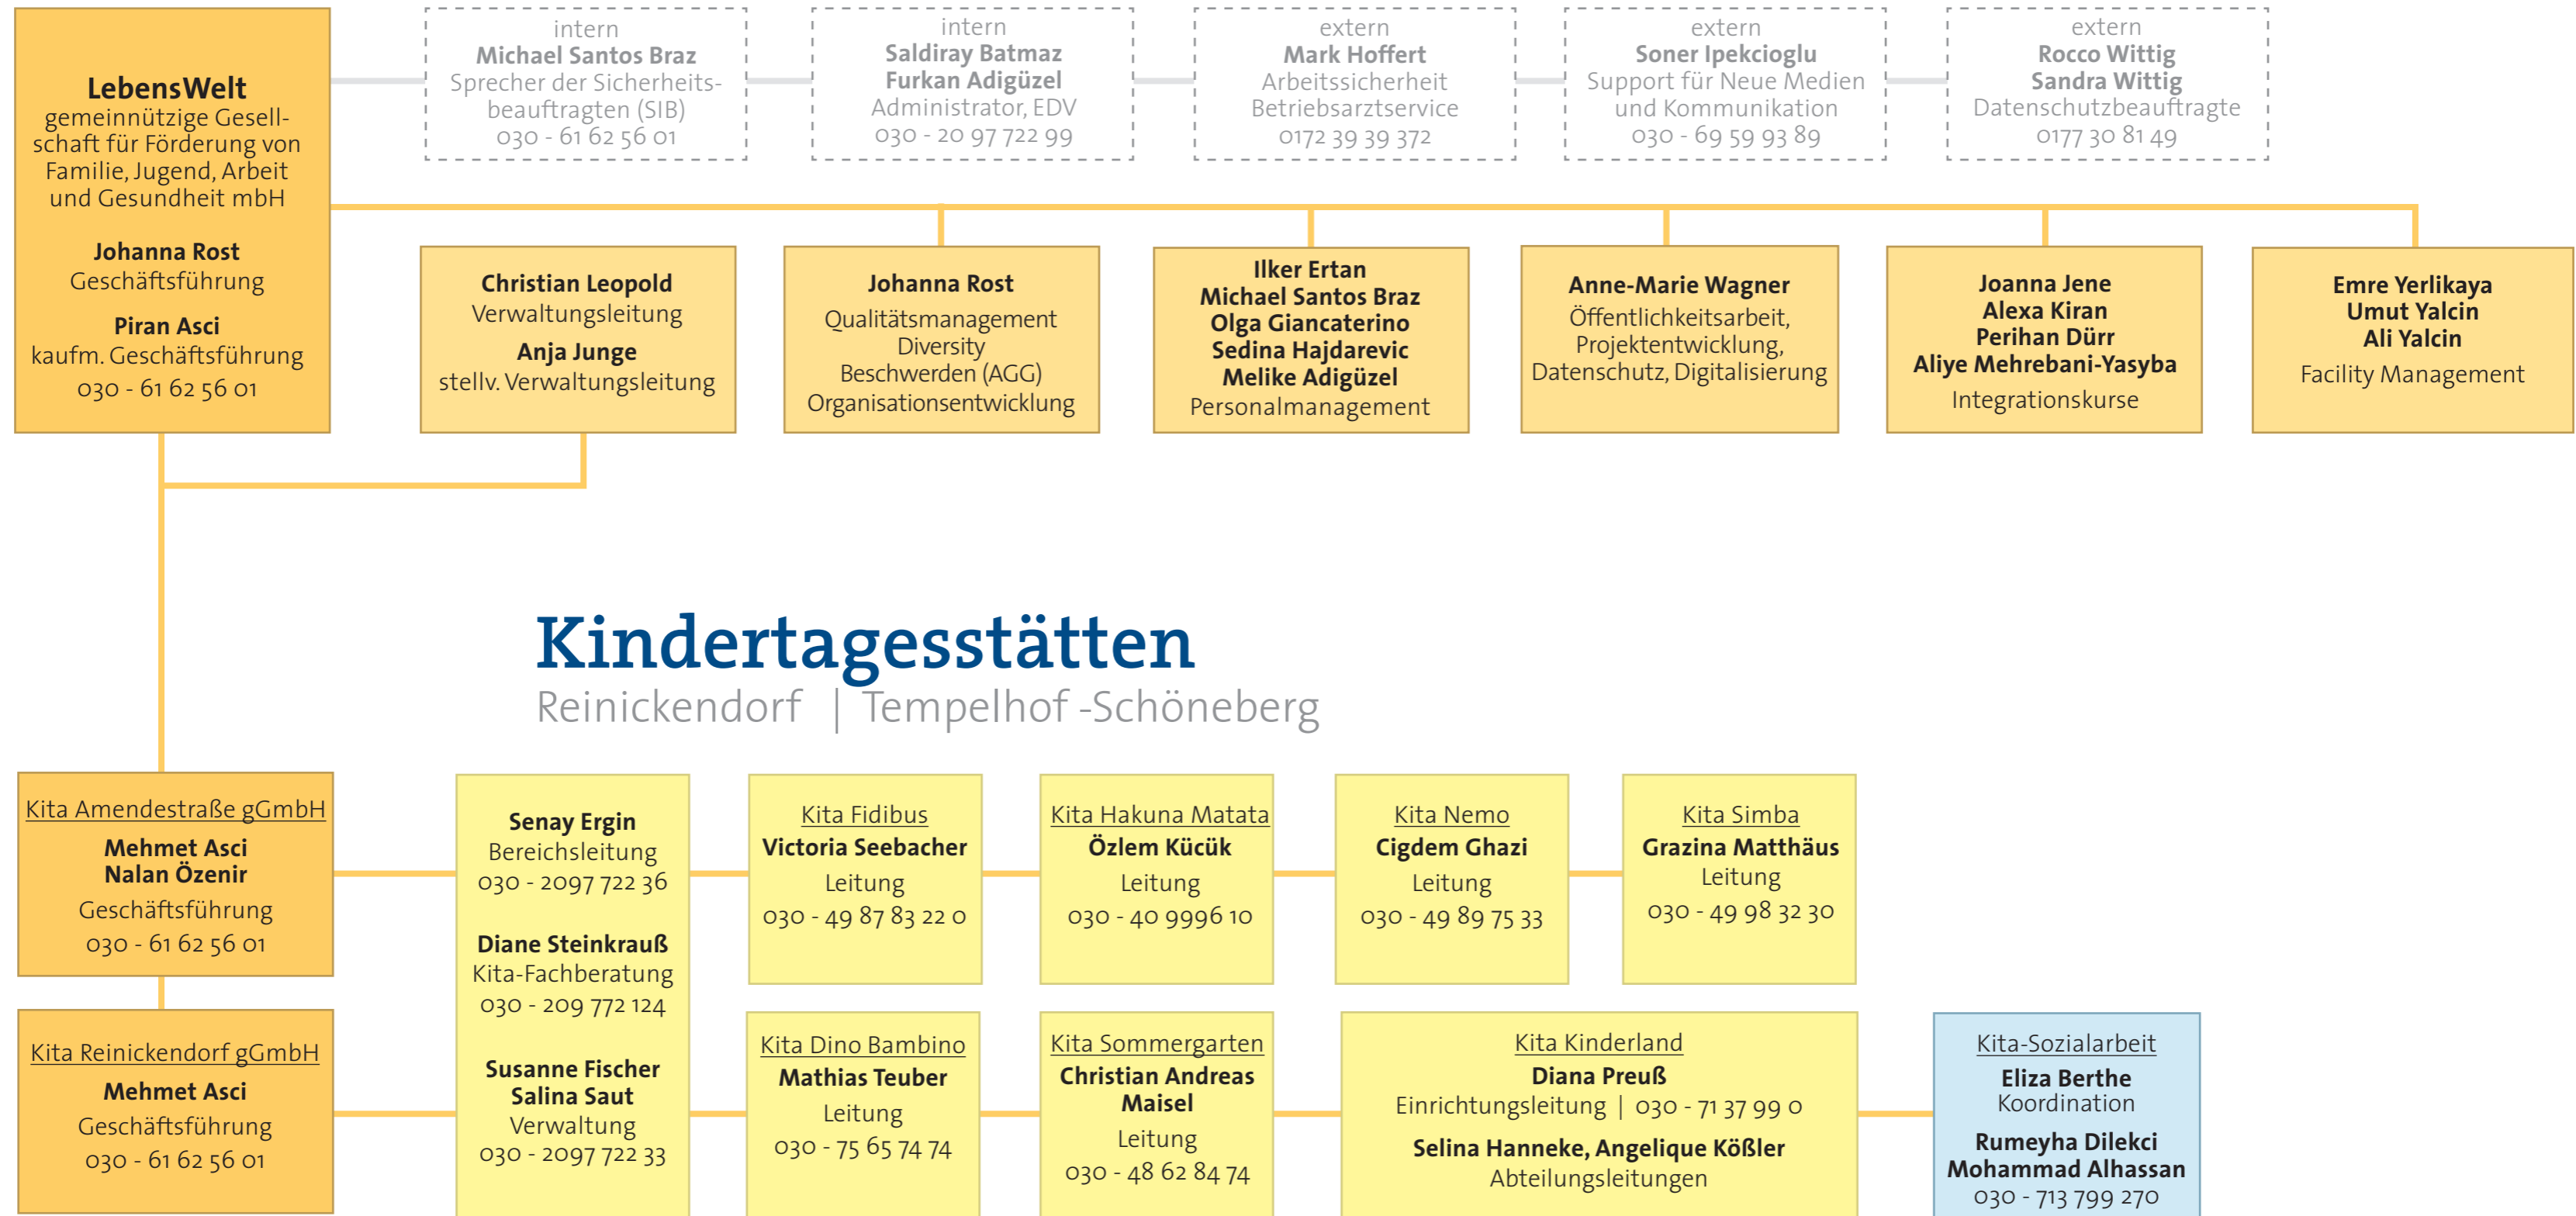 LebensWelt
gemeinnützige Gesell-
schaft für Förderung von
Familie, Jugend, Arbeit
und Gesundheit mbH
Johanna Rost
Geschäftsführung
Piran Asci
kaufm. Geschäftsführung
030 - 61 62 56 01
intern
Michael Santos Braz
Sprecher der Sicherheits-
beauftragten (SIB)
030 - 61 62 56 01
intern
Saldiray Batmaz
Furkan Adigüzel
Administrator, EDV
030 - 20 97 722 99
extern
Mark Hoffert
Arbeitssicherheit
Betriebsarztservice
0172 39 39 372
extern
Soner Ipekcioglu
Support für Neue Medien
und Kommunikation
030 - 69 59 93 89
extern
Rocco Wittig
Sandra Wittig
Datenschutzbeauftragte
0177 30 81 49
Christian Leopold
Verwaltungsleitung
Anja Junge
stellv. Verwaltungsleitung
Johanna Rost
Qualitätsmanagement
Diversity
Beschwerden (AGG)
Organisationsentwicklung
Ilker Ertan
Michael Santos Braz
Olga Giancaterino
Sedina Hajdarevic
Melike Adigüzel
Personalmanagement
Anne-Marie Wagner
Öffentlichkeitsarbeit,
Projektentwicklung,
Datenschutz, Digitalisierung
Joanna Jene
Alexa Kiran
Perihan Dürr
Aliye Mehrebani-Yasyba
Integrationskurse
Emre Yerlikaya
Umut Yalcin
Ali Yalcin
Facility Management
Kindertagesstätten
Reinickendorf | Tempelhof -Schöneberg
Kita Amendestraße gGmbH
Mehmet Asci
Nalan Özenir
Geschäftsführung
030 - 61 62 56 01
Senay Ergin
Bereichsleitung
030 - 2097 722 36
Diane Steinkrauß
Kita-Fachberatung
030 - 209 772 124
Susanne Fischer
Salina Saut
Verwaltung
030 - 2097 722 33
Kita Fidibus
Victoria Seebacher
Leitung
030 - 49 87 83 22 0
Kita Hakuna Matata
Özlem Kücük
Leitung
030 - 40 9996 10
Kita Nemo
Cigdem Ghazi
Leitung
030 - 49 89 75 33
Kita Simba
Grazina Matthäus
Leitung
030 - 49 98 32 30
Kita Reinickendorf gGmbH
Mehmet Asci
Geschäftsführung
030 - 61 62 56 01
Kita Dino Bambino
Mathias Teuber
Leitung
030 - 75 65 74 74
Kita Sommergarten
Christian Andreas
Maisel
Leitung
030 - 48 62 84 74
Kita Kinderland
Diana Preuß
Einrichtungsleitung | 030 - 71 37 99 0
Selina Hanneke, Angelique Kößler
Abteilungsleitungen
Kita-Sozialarbeit
Eliza Berthe
Koordination
Rumeyha Dilekci
Mohammad Alhassan
030 - 713 799 270